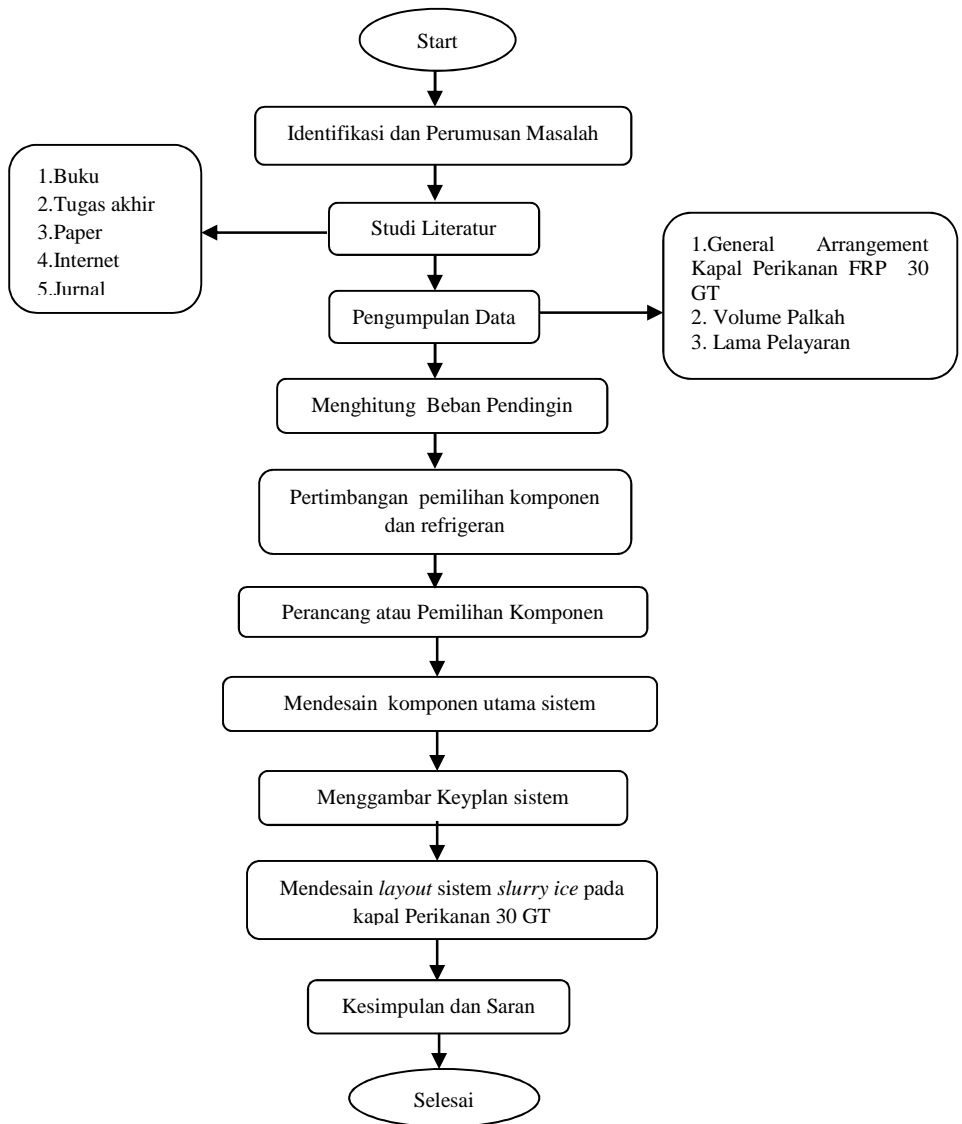 Start
Identifikasi dan Perumusan Masalah
1.Buku
2.Tugas akhir
3.Paper
4.Internet
5.Jurnal
Studi Literatur
1.General Arrangement
Kapal Perikanan FRP 30
GT
2. Volume Palkah
3. Lama Pelayaran
Pengumpulan Data
Menghitung Beban Pendingin
Pertimbangan pemilihan komponen
dan refrigeran
Perancang atau Pemilihan Komponen
Mendesain komponen utama sistem
Menggambar Keyplan sistem
Mendesain layout sistem slurry ice pada
kapal Perikanan 30 GT
Kesimpulan dan Saran
Selesai